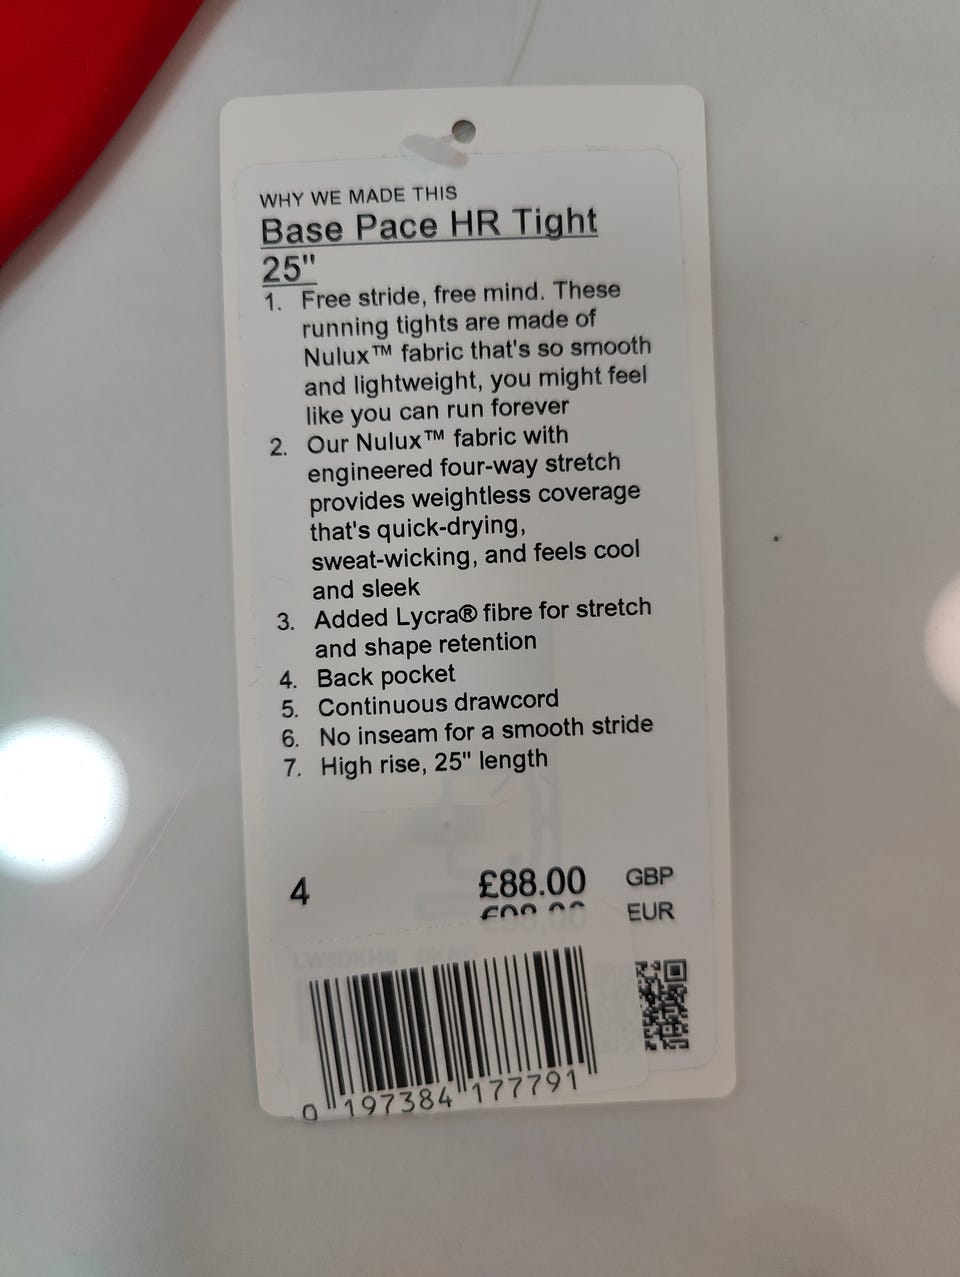 WHY WE MADE THIS
Base Pace HR Tight
25"
1. Free stride, free mind. These
running tights are made of
Nulux™ fabric that's so smooth
and lightweight, you might feel
like you can run forever
2. Our Nulux™ fabric with
engineered four-way stretch
provides weightless coverage
that's quick-drying,
sweat-wicking, and feels cool
and sleek
3. Added Lycra® fibre for stretch
and shape retention
4. Back pocket
5. Continuous drawcord
6. No inseam for a smooth stride
7. High rise, 25" length
4 £88.00 GBP
EUR
0 197384 177791